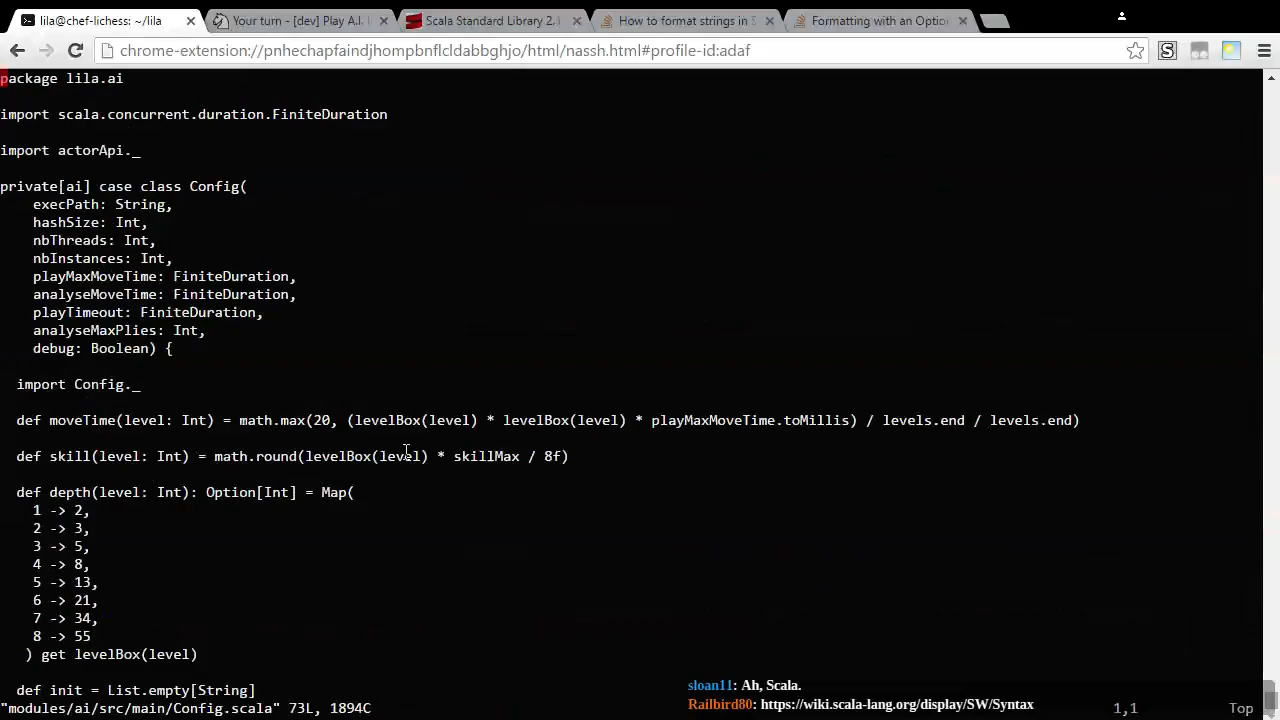 lila@chef-lichess: ~/lila
Your turn - [dev] Play A.I.
Scala Standard Library 2.
How to format strings in S
Formatting with an Optio
chrome-extension://pnhechapfaindjhompbnflcldabbghjo/html/nassh.html#profile-id:adaf
package lila.ai
import scala.concurrent.duration.FiniteDuration
import actorApi._
private[ai] case class Config(
execPath: String,
hashSize: Int,
nbThreads: Int,
nbInstances: Int,
playMaxMoveTime: FiniteDuration,
analyseMoveTime: FiniteDuration,
playTimeout: FiniteDuration,
analyseMaxPlies: Int,
debug: Boolean) {
import Config._
def moveTime(level: Int) = math.max(20, (levelBox(level) * levelBox(level) * playMaxMoveTime.toMillis) / levels.end / levels.end)
def skill(level: Int) = math.round(levelBox(level) * skillMax / 8f)
def depth(level: Int): Option[Int] = Map(
1 -> 2,
2 -> 3,
3 -> 5,
4 -> 8,
5 -> 13,
6 -> 21,
7 -> 34,
8 -> 55
) get levelBox(level)
def init = List.empty[String]
"modules/ai/src/main/Config.scala" 73L, 1894C
1,1
Top
sloan11: Ah, Scala.
Railbird80: https://wiki.scala-lang.org/display/SW/Syntax